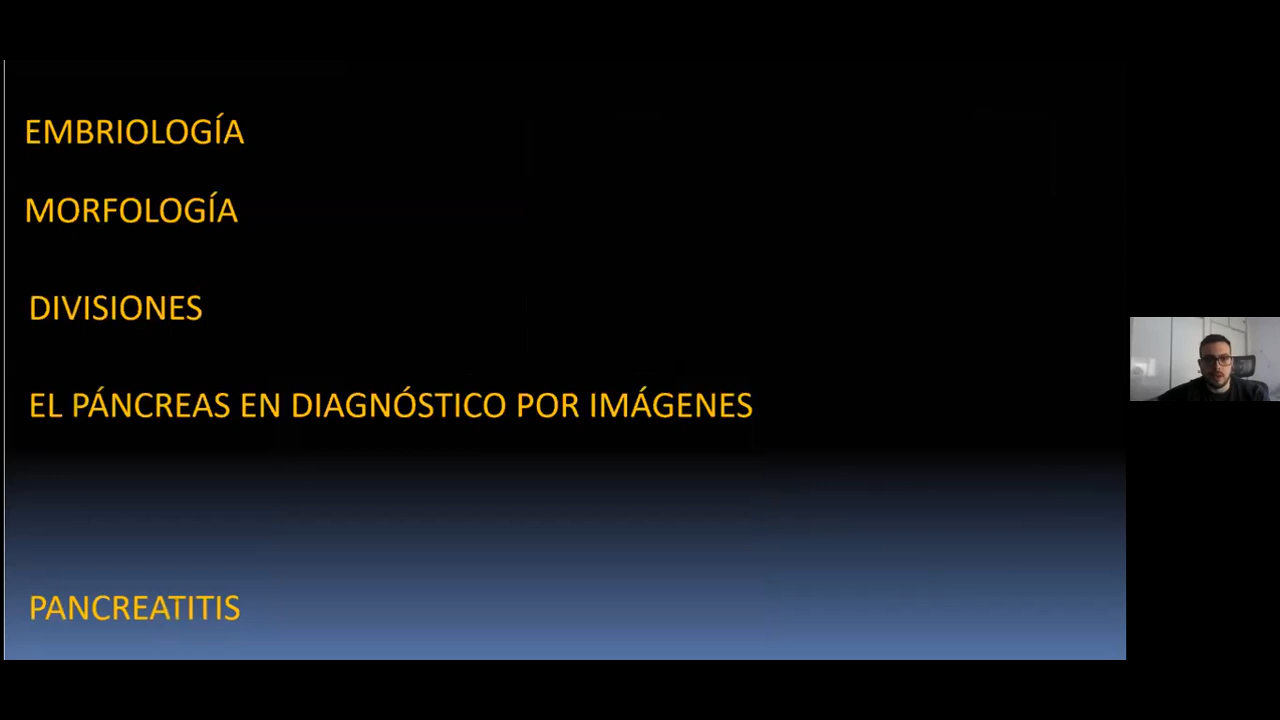 EMBRIOLOGÍA
MORFOLOGÍA
DIVISIONES
EL PÁNCREAS EN DIAGNÓSTICO POR IMÁGENES
PANCREATITIS